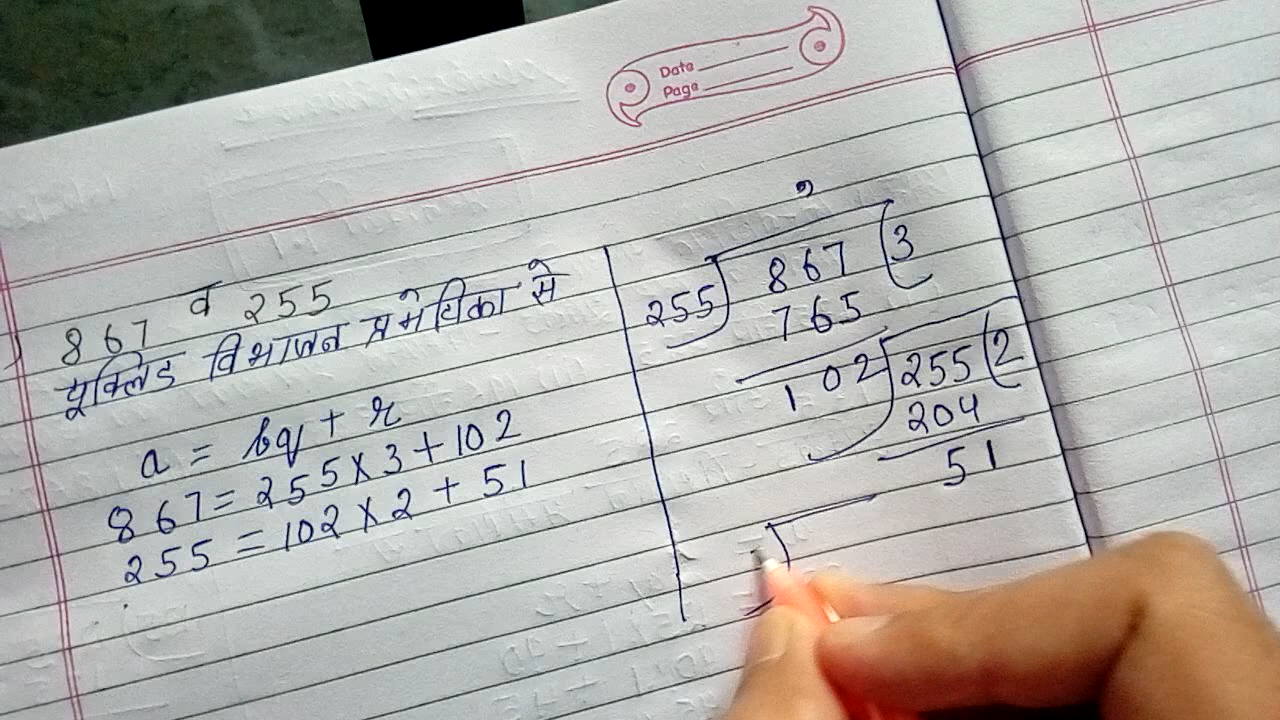 Date
Page
867 व 255
यूक्लिड विभाजन प्रमेयिका से
a = bq + r
867 = 255 × 3 + 102
255 = 102 × 2 + 51
255 ) 867 ( 3
765
102 ) 255 ( 2
204
51